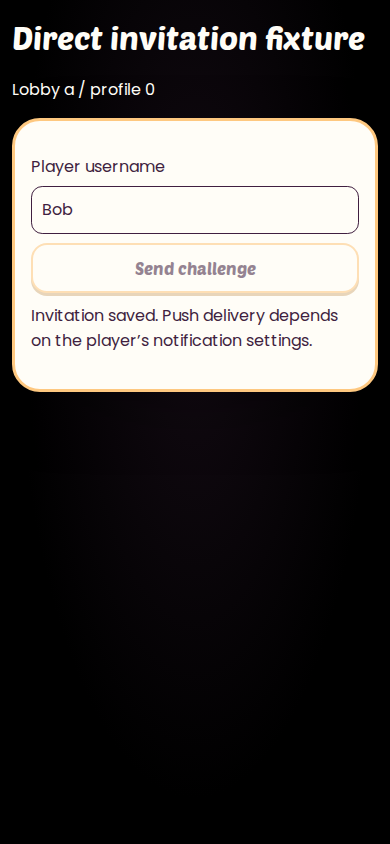 Direct invitation fixture
Lobby a / profile 0
Player username
Bob
Send challenge
Invitation saved. Push delivery depends
on the player’s notification settings.